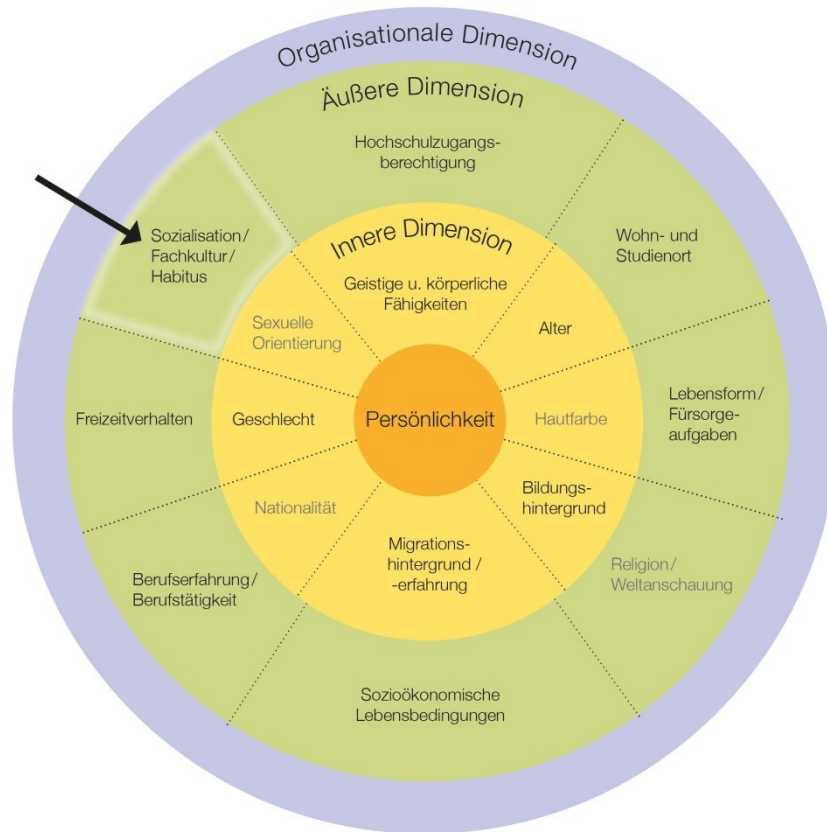 Organisationale Dimension
Äußere Dimension
Hochschulzugangs-
berechtigung
Sozialisation/
Fachkultur/
Habitus
Wohn- und
Studienort
Innere Dimension
Geistige u. körperliche
Fähigkeiten
Sexuelle
Orientierung
Alter
Freizeitverhalten
Geschlecht
Persönlichkeit
Hautfarbe
Lebensform/
Fürsorge-
aufgaben
Nationalität
Bildungs-
hintergrund
Migrations-
hintergrund /
-erfahrung
Berufserfahrung/
Berufstätigkeit
Religion/
Weltanschauung
Sozioökonomische
Lebensbedingungen